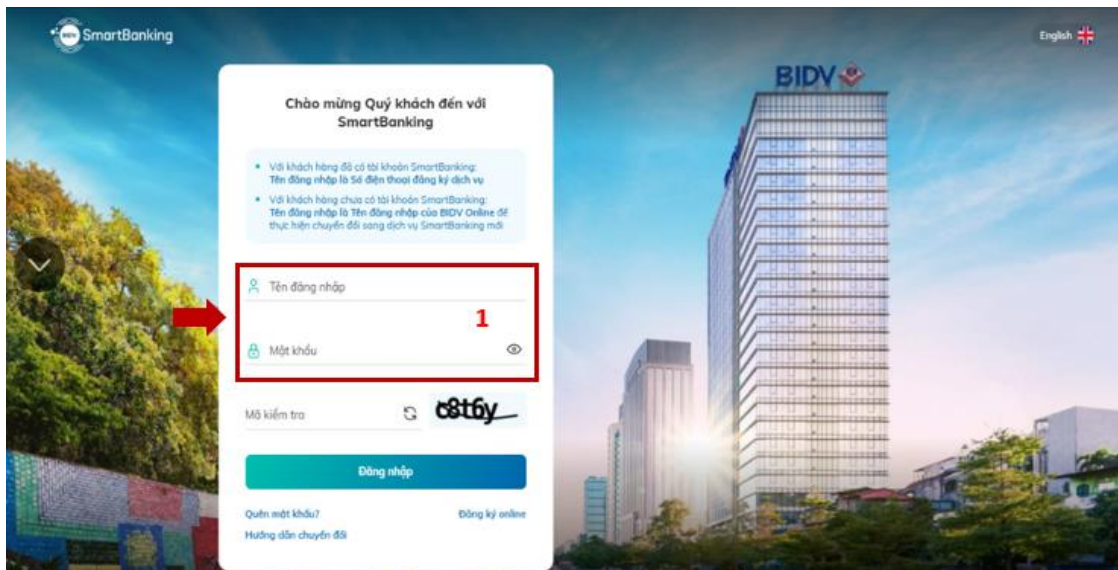 BIDV SmartBanking
English
BIDV
Chào mừng Quý khách đến với
SmartBanking
Với khách hàng đã có tài khoản SmartBanking:
Tên đăng nhập là Số điện thoại đăng ký dịch vụ
Với khách hàng chưa có tài khoản SmartBanking:
Tên đăng nhập là Tên đăng nhập của BIDV Online để
thực hiện chuyển đổi sang dịch vụ SmartBanking mới
Tên đăng nhập
1
Mật khẩu
Mã kiểm tra
c8t6y
Đăng nhập
Quên mật khẩu?
Đăng ký online
Hướng dẫn chuyển đổi